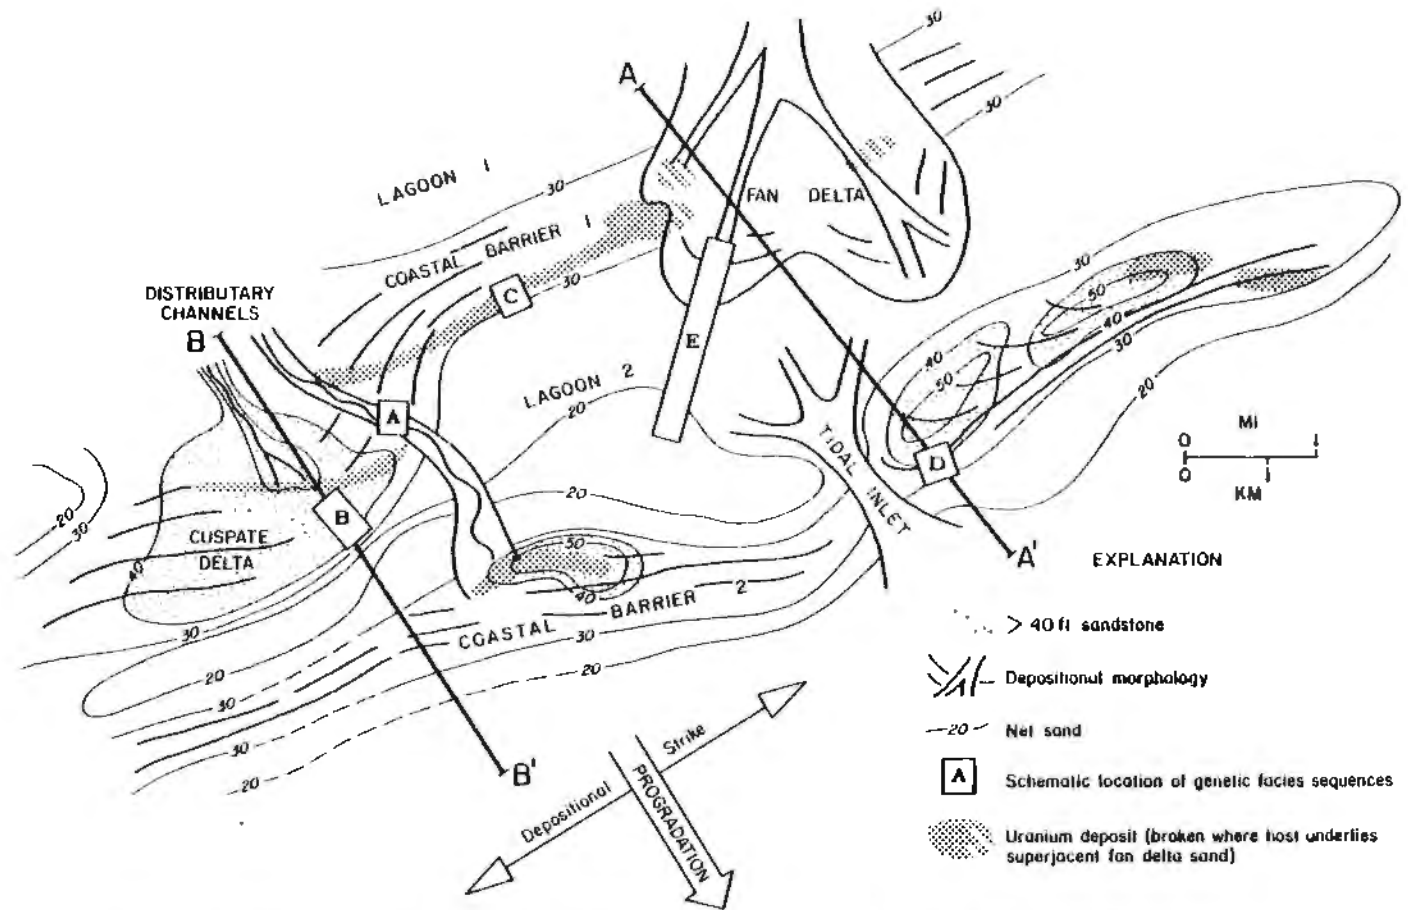 30
A
30
LAGOON 1
30
FAN DELTA
COASTAL BARRIER 1
C
30
30
DISTRIBUTARY
CHANNELS
B
50
40
E
40
30
50
LAGOON 2
20
20
A
TIDAL INLET
D
0 MI 1
0 KM 1
20
30
20
B
CUSPATE
DELTA
40
50
40
A'
EXPLANATION
COASTAL BARRIER 2
30
30
20
20
30
30
20
B'
> 40 ft sandstone
Depositional morphology
20 Net sand
A Schematic location of genetic facies sequences
Uranium deposit (broken where host underlies
superjacent fan delta sand)
Depositional Strike
PROGRADATION